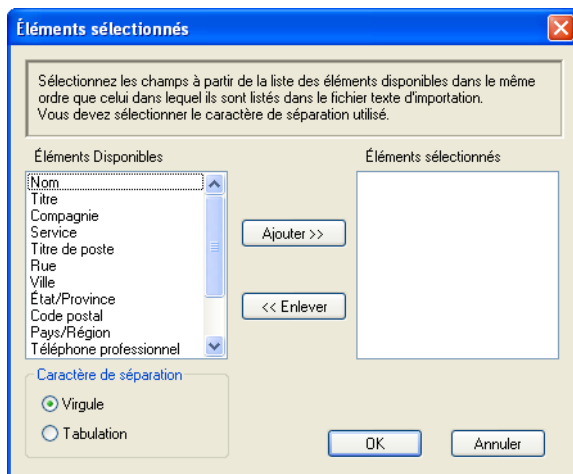 Éléments sélectionnés
Sélectionnez les champs à partir de la liste des éléments disponibles dans le même
ordre que celui dans lequel ils sont listés dans le fichier texte d'importation.
Vous devez sélectionner le caractère de séparation utilisé.
Éléments Disponibles
Éléments sélectionnés
Nom
Titre
Compagnie
Service
Titre de poste
Rue
Ville
État/Province
Code postal
Pays/Région
Téléphone professionnel
Ajouter >>
<< Enlever
Caractère de séparation
Virgule
Tabulation
OK
Annuler